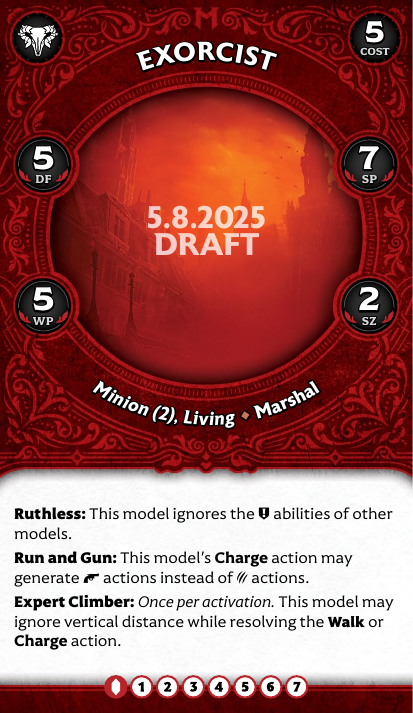 EXORCIST
5
COST
5
DF
7
SP
5.8.2025
DRAFT
5
WP
2
SZ
Minion (2), Living ◆ Marshal
Ruthless: This model ignores the abilities of other
models.
Run and Gun: This model's Charge action may
generate actions instead of actions.
Expert Climber: Once per activation. This model may
ignore vertical distance while resolving the Walk or
Charge action.
1 2 3 4 5 6 7